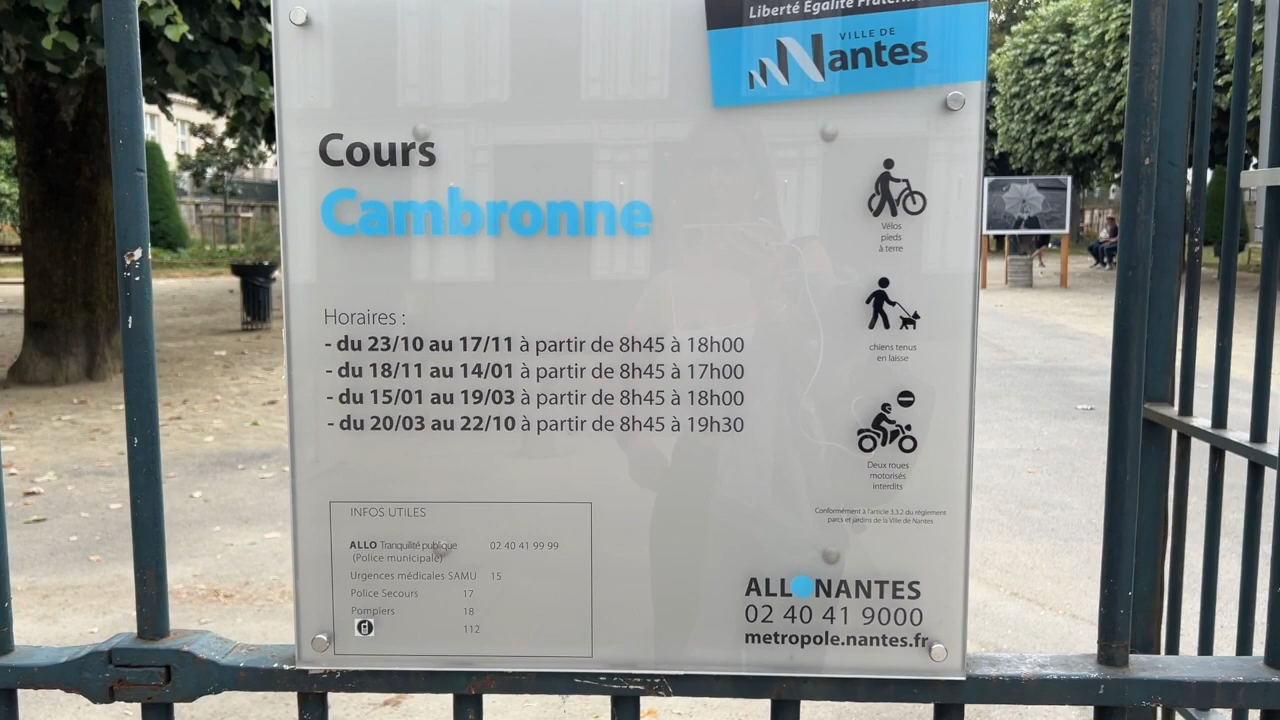 Liberté Egalité Fraternité
VILLE DE
Nantes
Cours
Cambronne
Vélos
pieds
à terre
Horaires :
- du 23/10 au 17/11 à partir de 8h45 à 18h00
- du 18/11 au 14/01 à partir de 8h45 à 17h00
- du 15/01 au 19/03 à partir de 8h45 à 18h00
- du 20/03 au 22/10 à partir de 8h45 à 19h30
chiens tenus
en laisse
Deux roues
motorisés
interdits
Conformément à l'article 3.3.2 du règlement
parcs et jardins de la Ville de Nantes
INFOS UTILES
ALLO Tranquilité publique 02 40 41 99 99
(Police municipale)
Urgences médicales SAMU 15
Police Secours 17
Pompiers 18
112
ALLONANTES
02 40 41 9000
metropole.nantes.fr